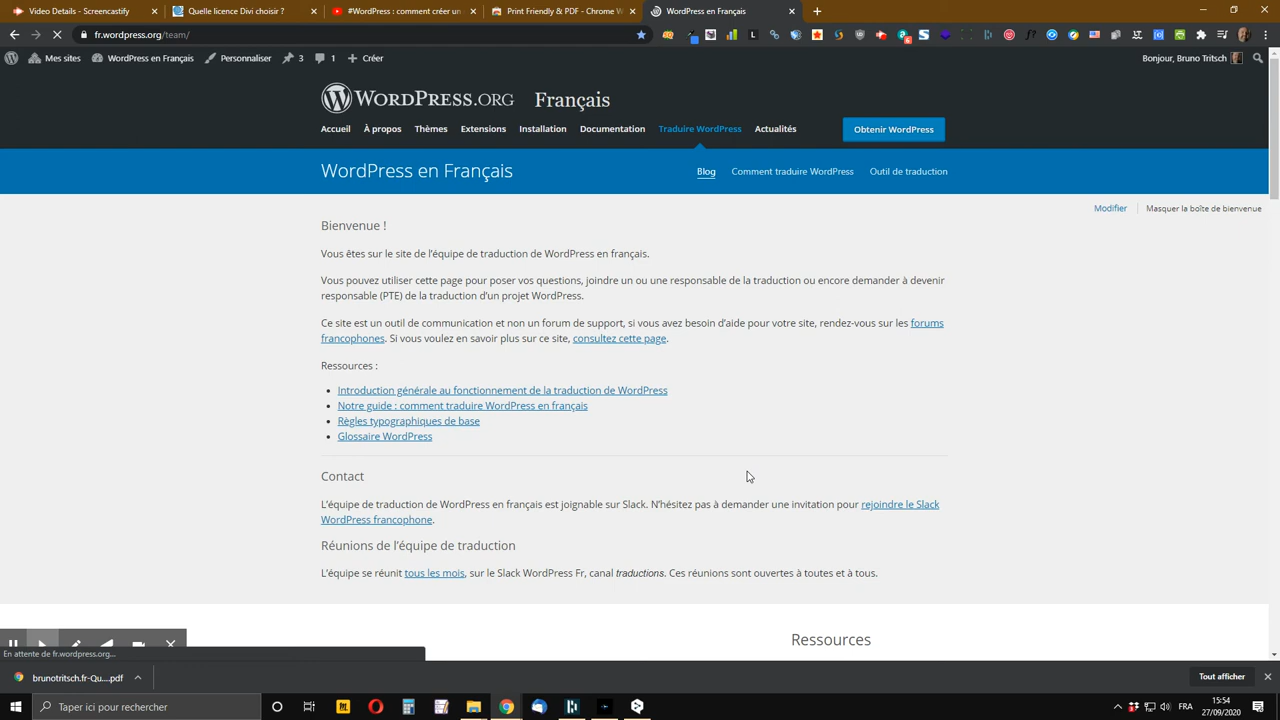 Details - Screencastify
Quelle licence Divi choisir ?
#WordPress Comment créer un
Print Friendly & PDF - Chrome W
WordPress en Français
fr.wordpress.org/team/
Mes sites
WordPress en Français
Personnaliser
3
1
Créer
Bonjour, Bruno Tritsch
WORDPRESS.ORG
Français
Accueil
À propos
Thèmes
Extensions
Installation
Documentation
Traduire WordPress
Actualités
Obtenir WordPress
WordPress en Français
Blog
Comment traduire WordPress
Outil de traduction
Modifier
Masquer la boîte de bienvenue
Bienvenue !
Vous êtes sur le site de l'équipe de traduction de WordPress en français.
Vous pouvez utiliser cette page pour poser vos questions, joindre un ou une responsable de la traduction ou encore demander à devenir
responsable (PTE) de la traduction d'un projet WordPress.
Ce site est un outil de communication et non un forum de support, si vous avez besoin d'aide pour votre site, rendez-vous sur les forums
francophones. Si vous voulez en savoir plus sur ce site, consultez cette page.
Ressources :
Introduction générale au fonctionnement de la traduction de WordPress
Notre guide : comment traduire WordPress en français
Règles typographiques de base
Glossaire WordPress
Contact
L'équipe de traduction de WordPress en français est joignable sur Slack. N'hésitez pas à demander une invitation pour rejoindre le Slack
WordPress francophone.
Réunions de l'équipe de traduction
L'équipe se réunit tous les mois, sur le Slack WordPress Fr, canal traductions. Ces réunions sont ouvertes à toutes et à tous.
Ressources
En attente de fr.wordpress.org...
brunotritsch.fr-Qu....pdf
Tout afficher
Taper ici pour rechercher
FRA
15:54
27/09/2020